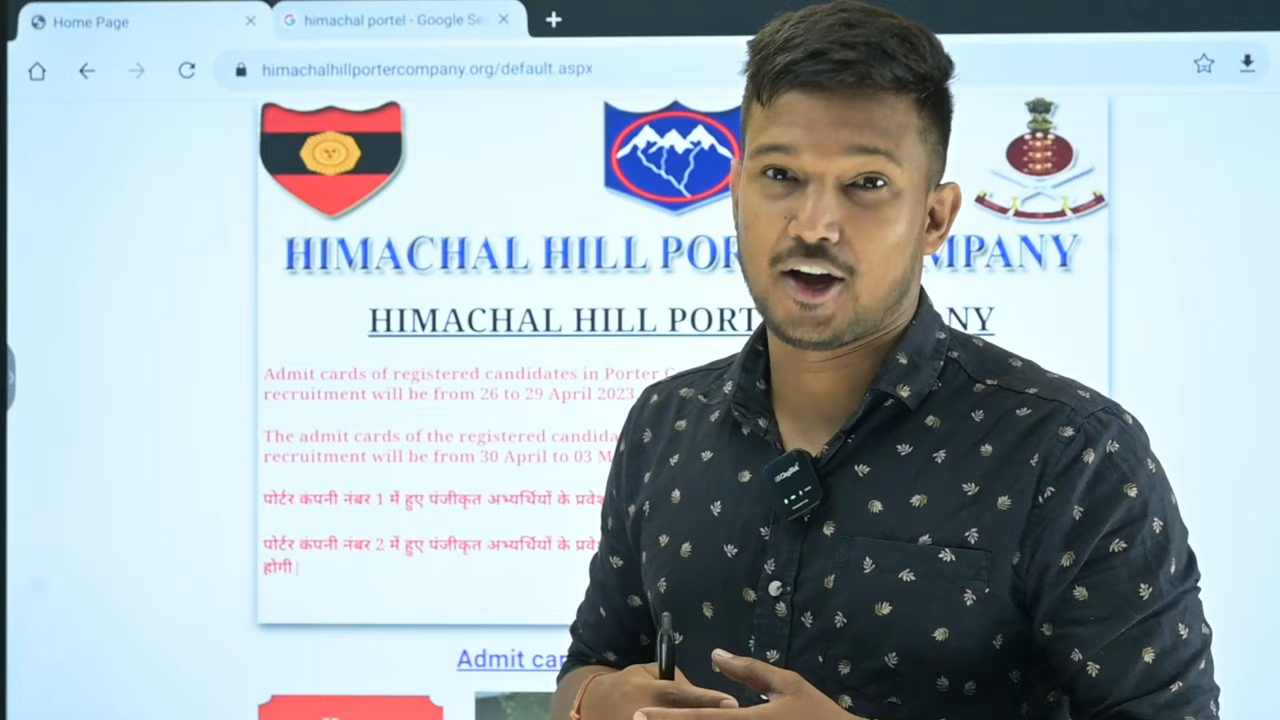 Home Page
himachal portel - Google Se
himachalhillportercompany.org/default.aspx
HIMACHAL HILL POR MPANY
HIMACHAL HILL PORT NY
Admit cards of registered candidates in Porter C
recruitment will be from 26 to 29 April 2023
The admit cards of the registered candida
recruitment will be from 30 April to 03 M
पोर्टर कंपनी नंबर 1 में हुए पंजीकृत अभ्यर्थियों के प्रवे
पोर्टर कंपनी नंबर 2 में हुए पंजीकृत अभ्यर्थियों के प्रवे
होगी
Admit car